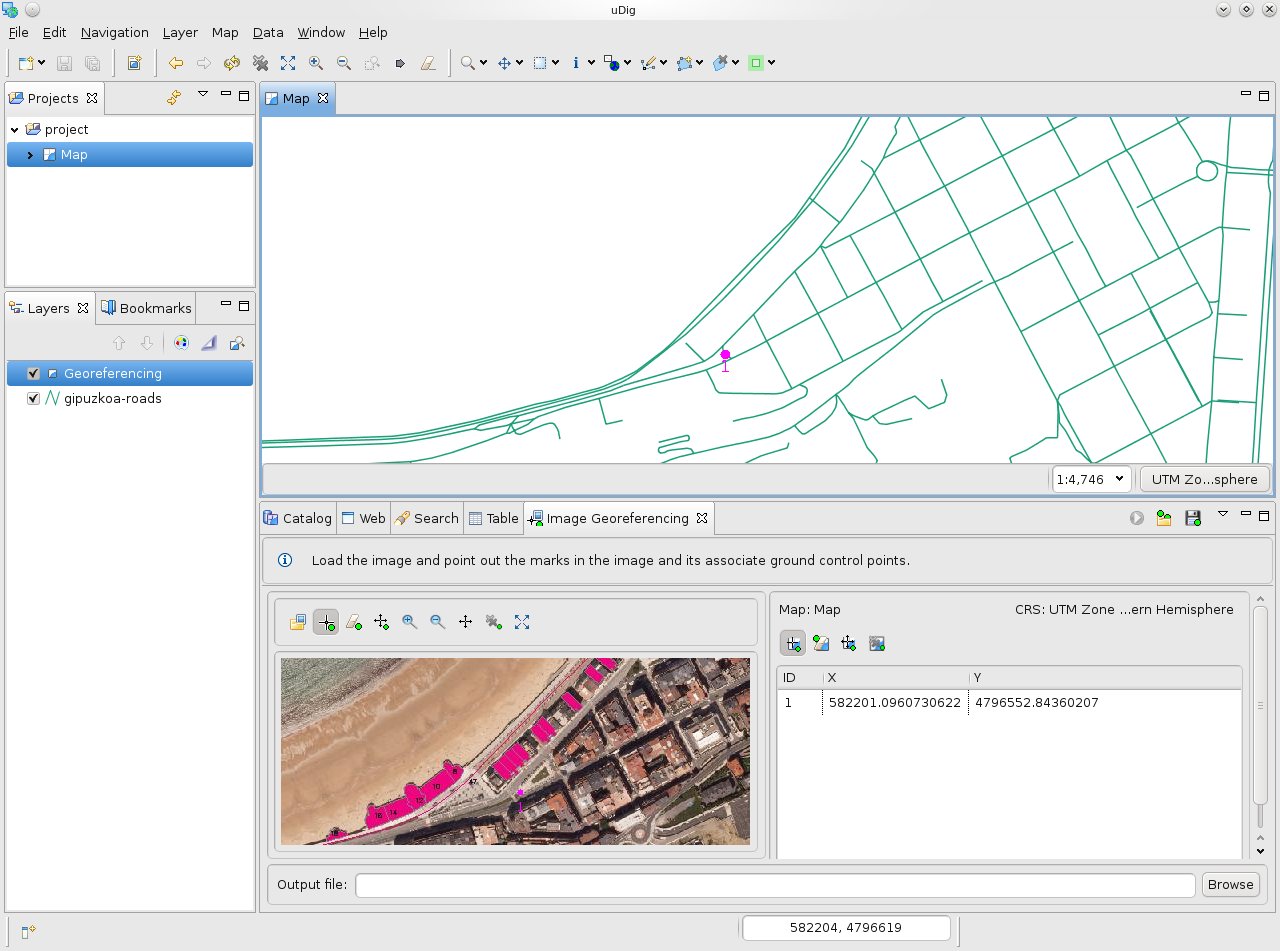 uDig
File Edit Navigation Layer Map Data Window Help
Projects
Map
project
Map
1
Layers
Bookmarks
Georeferencing
gipuzkoa-roads
1:4,746
UTM Zo...sphere
Catalog
Web
Search
Table
Image Georeferencing
Load the image and point out the marks in the image and its associate ground control points.
Map: Map
CRS: UTM Zone ...ern Hemisphere
ID X Y
1 582201.0960730622 4796552.84360207
47
10
1
Output file:
Browse
582204, 4796619